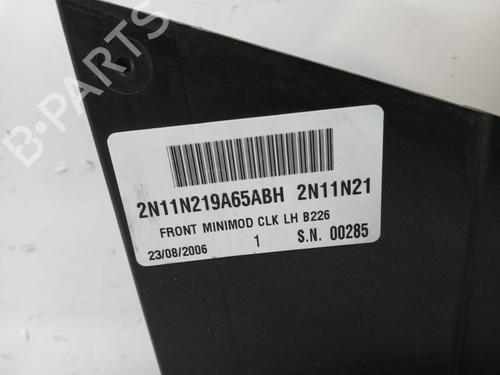 B-PARTS
2N11N219A65ABH 2N11N21
FRONT MINIMOD CLK LH B226
23/08/2006 1 S.N. 00285